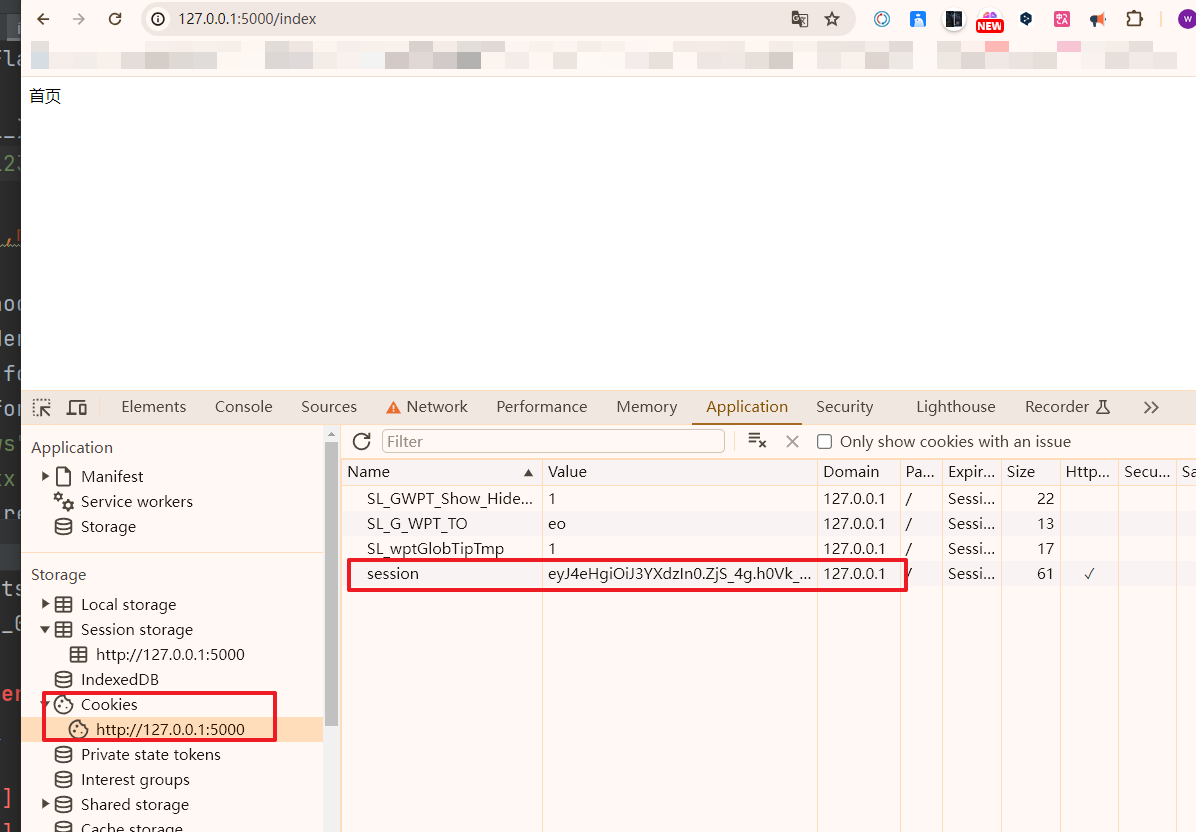 127.0.0.1:5000/index
NEW
W
首页
Elements Console Sources Network Performance Memory Application Security Lighthouse Recorder
Application
Manifest
Service workers
Storage
Storage
Local storage
Session storage
http://127.0.0.1:5000
IndexedDB
Cookies
http://127.0.0.1:5000
Private state tokens
Interest groups
Shared storage
Cache storage
Filter Only show cookies with an issue
Name Value Domain Pa... Expir... Size Http... Secu... Sa
SL_GWPT_Show_Hide... 1 127.0.0.1 / Sessi... 22
SL_G_WPT_TO eo 127.0.0.1 / Sessi... 13
SL_wptGlobTipTmp 1 127.0.0.1 / Sessi... 17
session eyJ4eHgiOiJ3YXdzIn0.ZjS_4g.h0Vk_... 127.0.0.1 / Sessi... 61 ✓